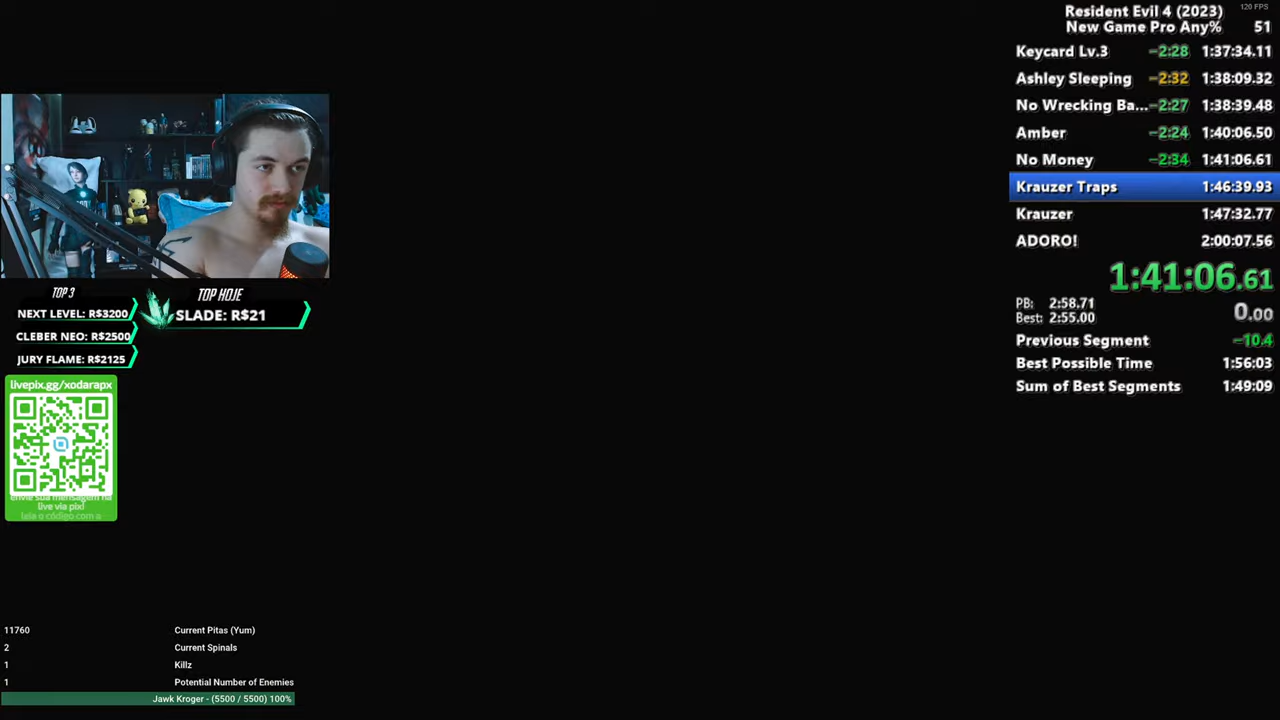 120 FPS
Resident Evil 4 (2023)
New Game Pro Any% 51
Keycard Lv.3 −2:28 1:37:34.11
Ashley Sleeping −2:32 1:38:09.32
No Wrecking Ba... −2:27 1:38:39.48
Amber −2:24 1:40:06.50
No Money −2:34 1:41:06.61
Krauzer Traps 1:46:39.93
Krauzer 1:47:32.77
ADORO! 2:00:07.56
1:41:06.61
PB: 2:58.71
Best: 2:55.00
0.00
Previous Segment −10.4
Best Possible Time 1:56:03
Sum of Best Segments 1:49:09
TOP 3
NEXT LEVEL: R$3200
CLEBER NEO: R$2500
JURY FLAME: R$2125
TOP HOJE
SLADE: R$21
livepix.gg/xodarapx
envie sua mensagem na
live via pix!
leia o código com a
11760 Current Pitas (Yum)
2 Current Spinals
1 Killz
1 Potential Number of Enemies
Jawk Kroger - (5500 / 5500) 100%